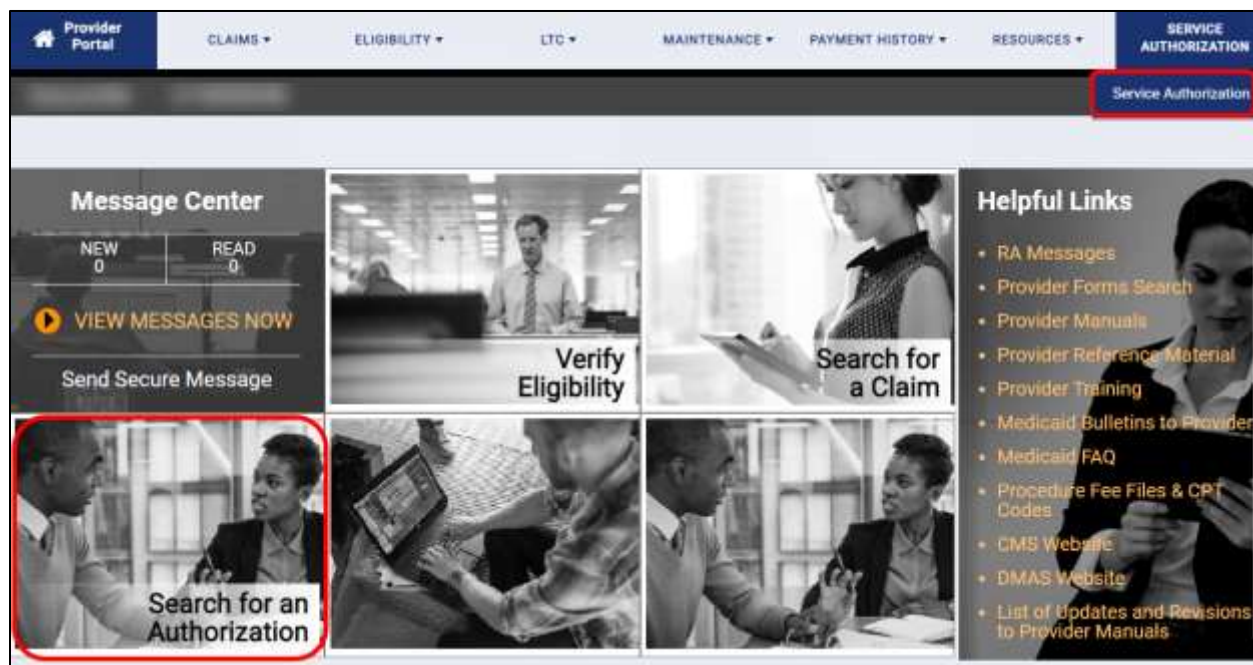 Provider
Portal
CLAIMS
ELIGIBILITY
LTC
MAINTENANCE
PAYMENT HISTORY
RESOURCES
SERVICE
AUTHORIZATION
Service Authorization
Message Center
NEW
0
READ
0
VIEW MESSAGES NOW
Send Secure Message
Verify
Eligibility
Search for
a Claim
Search for an
Authorization
Helpful Links
• RA Messages
• Provider Forms Search
• Provider Manuals
• Provider Reference Material
• Provider Training
• Medicaid Bulletins to Provider
• Medicaid FAQ
• Procedure Fee Files & CPT
Codes
• CMS Website
• DMAS Website
• List of Updates and Revisions
to Provider Manuals